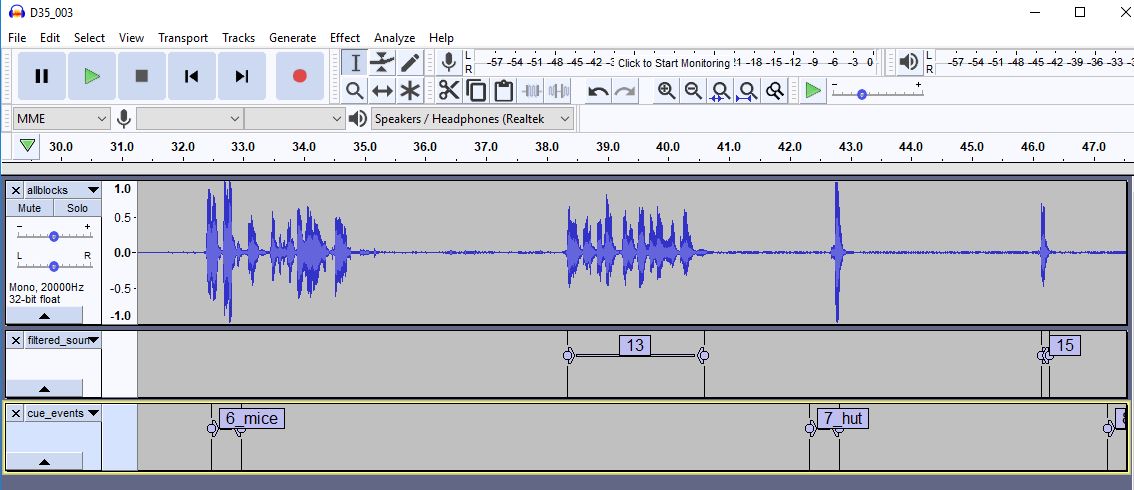 D35_003
File Edit Select View Transport Tracks Generate Effect Analyze Help
L -57 -54 -51 -48 -45 -42 -3 Click to Start Monitoring !1 -18 -15 -12 -9 -6 -3 0 L -57 -54 -51 -48 -45 -42 -39 -36 -33 -3
R R
MME Speakers / Headphones (Realtek
30.0 31.0 32.0 33.0 34.0 35.0 36.0 37.0 38.0 39.0 40.0 41.0 42.0 43.0 44.0 45.0 46.0 47.0
allblocks 1.0
Mute Solo
- + 0.5
L R 0.0-
Mono, 20000Hz -0.5
32-bit float
-1.0
filtered_soun 13 15
cue_events 6_mice 7_hut